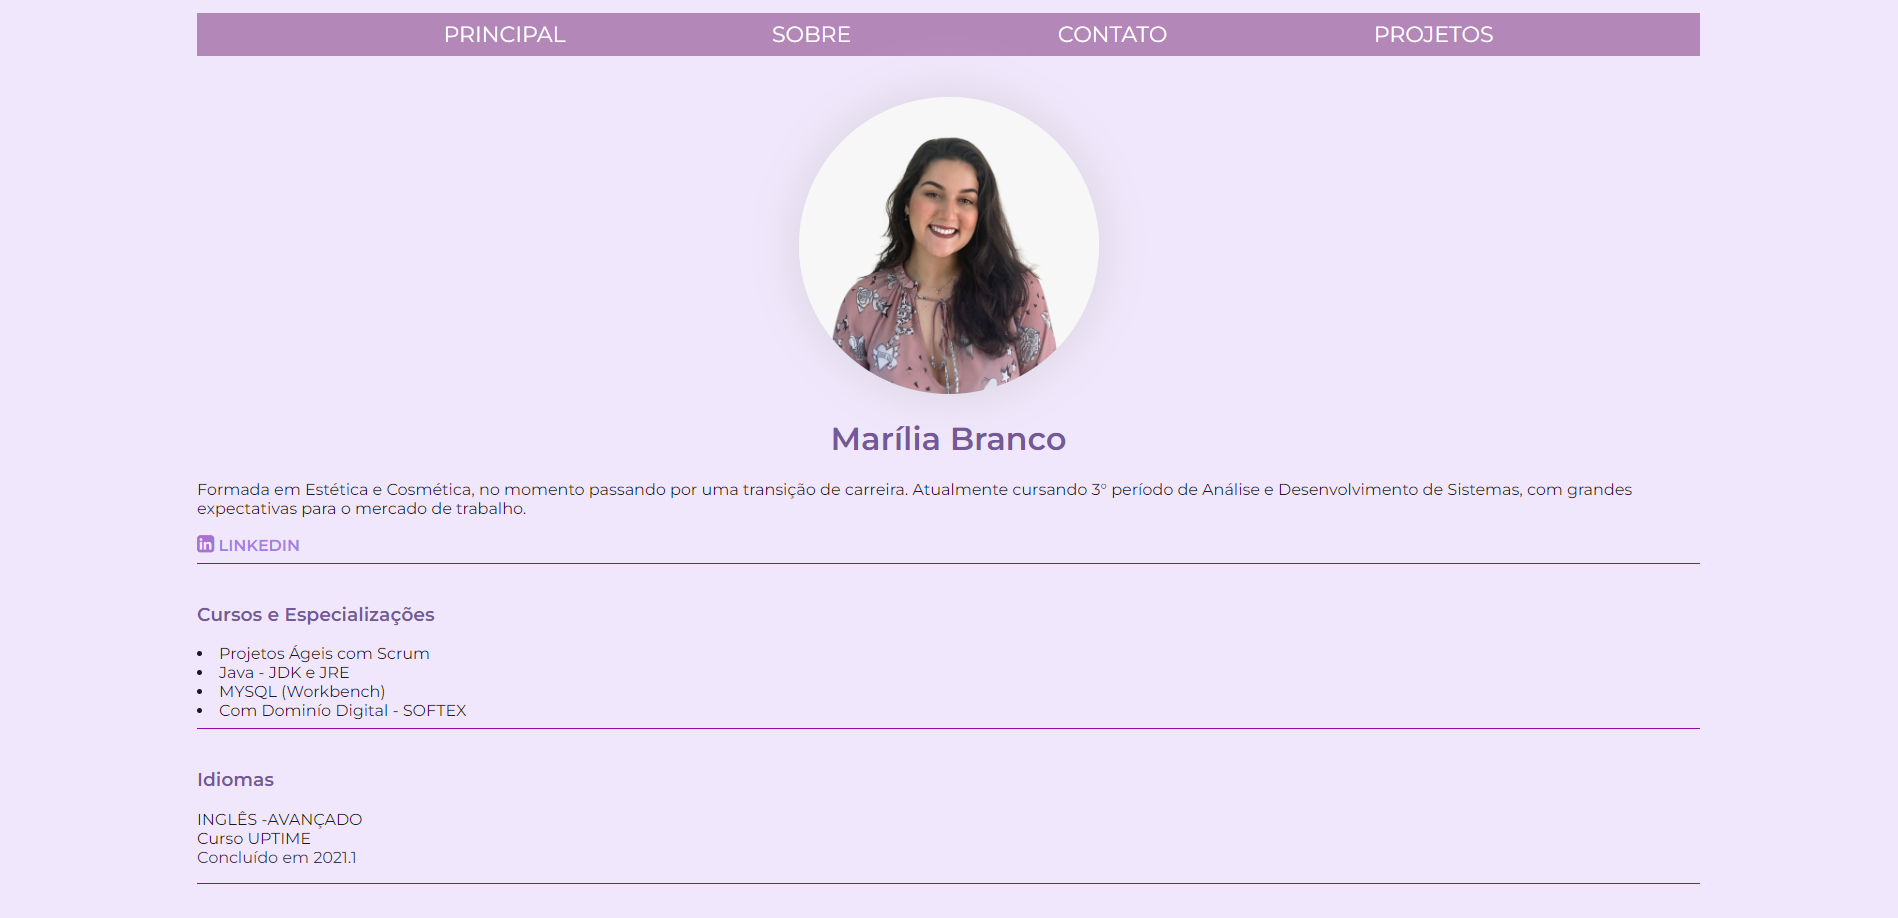 PRINCIPAL SOBRE CONTATO PROJETOS
Marília Branco
Formada em Estética e Cosmética, no momento passando por uma transição de carreira. Atualmente cursando 3° período de Análise e Desenvolvimento de Sistemas, com grandes
expectativas para o mercado de trabalho.
LINKEDIN
Cursos e Especializações
• Projetos Ágeis com Scrum
• Java - JDK e JRE
• MYSQL (Workbench)
• Com Dominío Digital - SOFTEX
Idiomas
INGLÊS -AVANÇADO
Curso UPTIME
Concluído em 2021.1